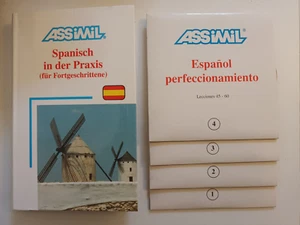 ASSiMiL
Spanisch
in der Praxis
(für Fortgeschrittene)
ASSiMiL
Español
perfeccionamiento
4
3
2
1